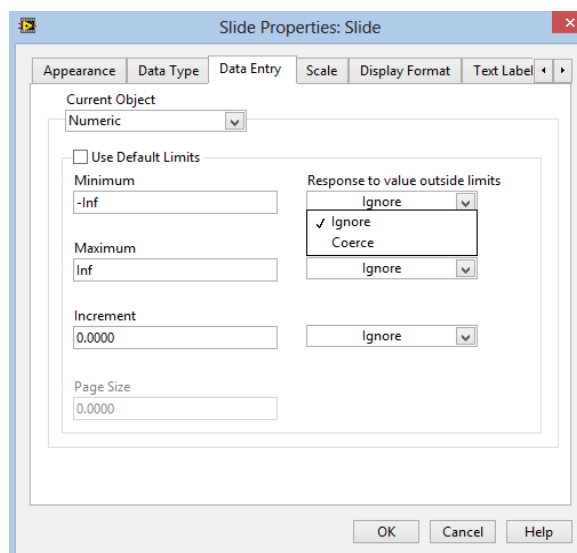 Slide Properties: Slide
Appearance Data Type Data Entry Scale Display Format Text Label
Current Object
Numeric
Use Default Limits
Minimum Response to value outside limits
-Inf Ignore
✓ Ignore
Coerce
Maximum
Inf Ignore
Increment
0.0000 Ignore
Page Size
0.0000
OK Cancel Help